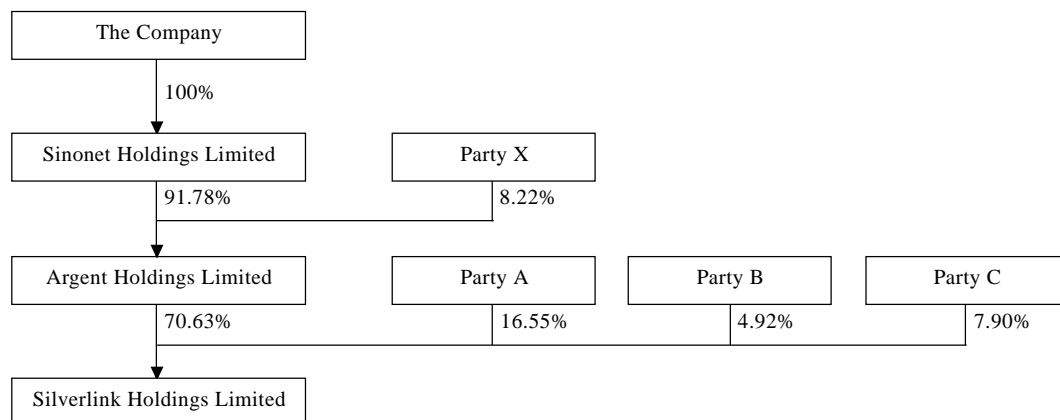 The Company
100%
Sinonet Holdings Limited
Party X
91.78%
8.22%
Argent Holdings Limited
Party A
Party B
Party C
70.63%
16.55%
4.92%
7.90%
Silverlink Holdings Limited